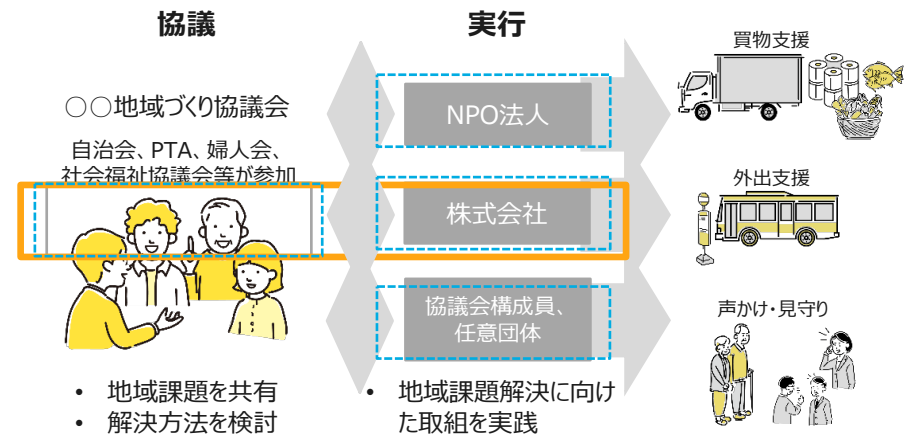 協議
○○地域づくり協議会
自治会、PTA、婦人会、
社会福祉協議会等が参加
• 地域課題を共有
• 解決方法を検討
実行
NPO法人
株式会社
協議会構成員、
任意団体
• 地域課題解決に向け
た取組を実践
買物支援
外出支援
声かけ・見守り